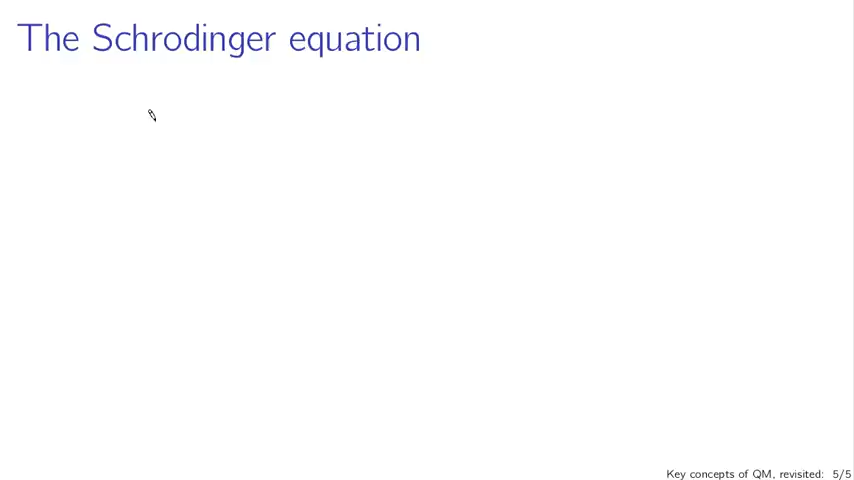 The Schrodinger equation
Key concepts of QM, revisited: 5/5